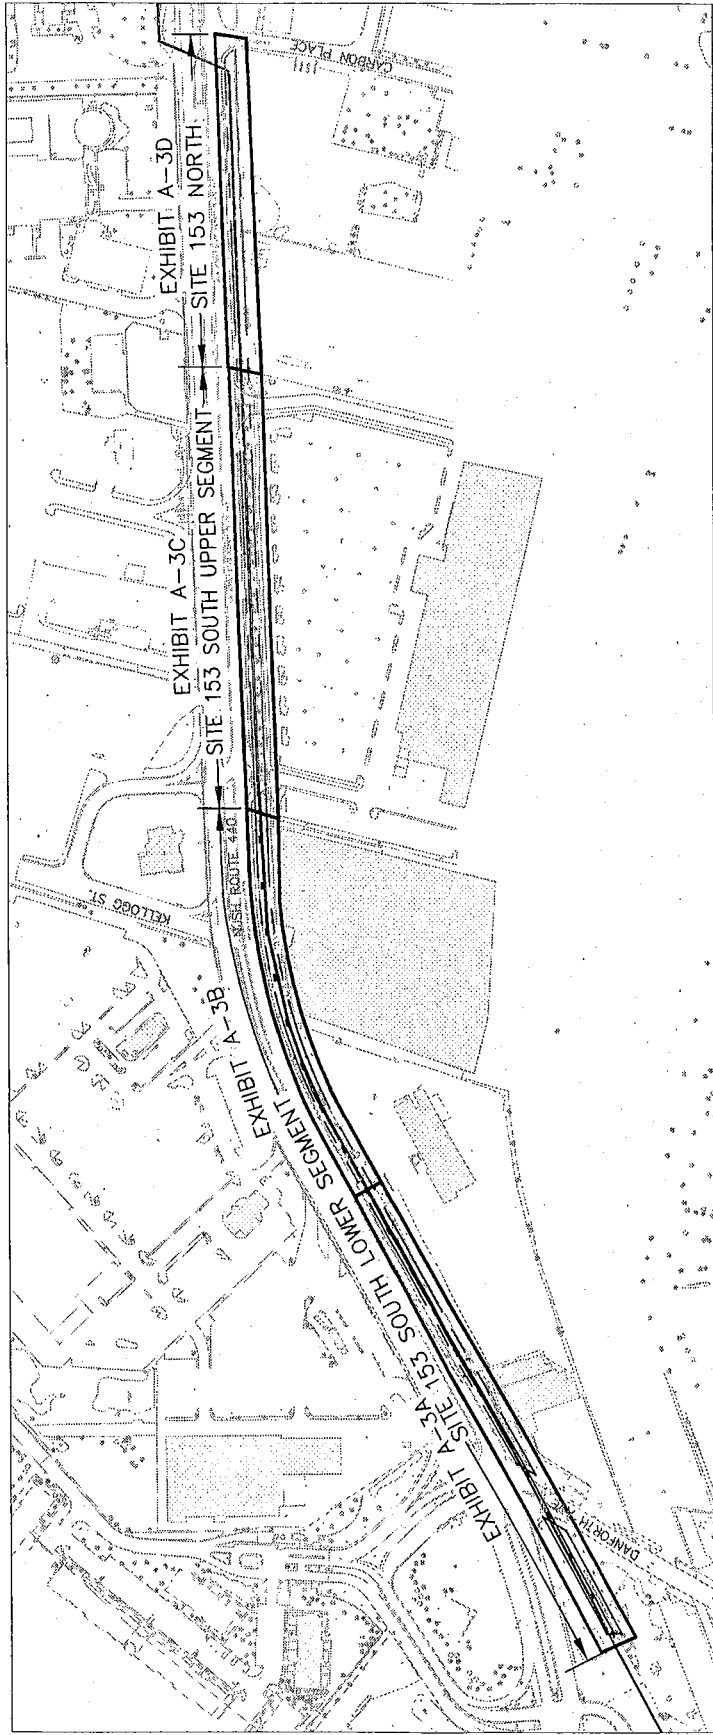 CARBON PLACE
EXHIBIT A-3D
SITE 153 NORTH
EXHIBIT A-3C
SITE 153 SOUTH UPPER SEGMENT
KELLOGG ST.
ROUTE 440
EXHIBIT A-3B
SITE 153 SOUTH LOWER SEGMENT
EXHIBIT A-3A
DANFORTH